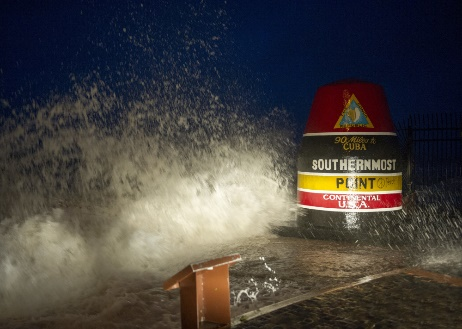 90 Miles to
CUBA
SOUTHERNMOST
POINT
CONTINENTAL
U.S.A.